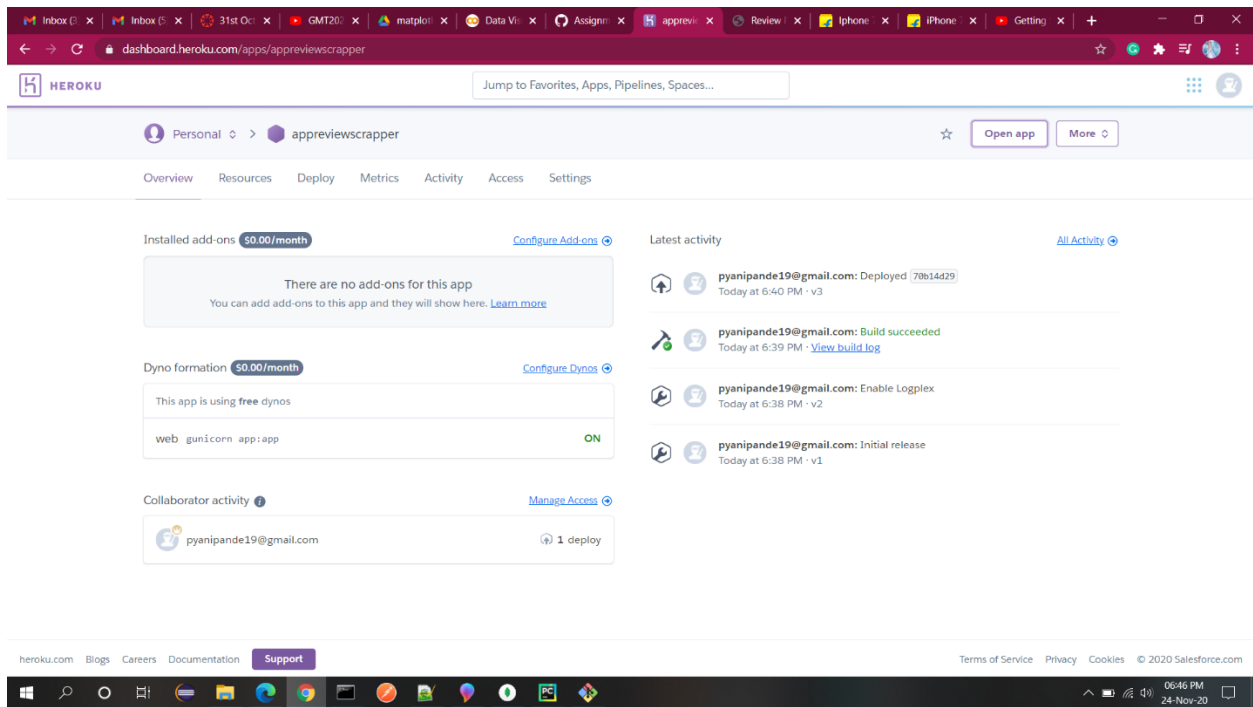 Inbox (3
Inbox (5
31st Oct
GMT202
matplotl
Data Vis
Assignm
apprevie
Review
Iphone
iPhone
Getting
dashboard.heroku.com/apps/appreviewscrapper
HEROKU
Jump to Favorites, Apps, Pipelines, Spaces...
Personal > appreviewscrapper
Open app
More
Overview Resources Deploy Metrics Activity Access Settings
Installed add-ons $0.00/month
Configure Add-ons
There are no add-ons for this app
You can add add-ons to this app and they will show here. Learn more
Dyno formation $0.00/month
Configure Dynos
This app is using free dynos
web gunicorn app:app
ON
Collaborator activity
Manage Access
pyanipande19@gmail.com
1 deploy
Latest activity
All Activity
pyanipande19@gmail.com: Deployed 70b14d29
Today at 6:40 PM · v3
pyanipande19@gmail.com: Build succeeded
Today at 6:39 PM · View build log
pyanipande19@gmail.com: Enable Logplex
Today at 6:38 PM · v2
pyanipande19@gmail.com: Initial release
Today at 6:38 PM · v1
heroku.com Blogs Careers Documentation Support
Terms of Service Privacy Cookies © 2020 Salesforce.com
06:46 PM
24-Nov-20